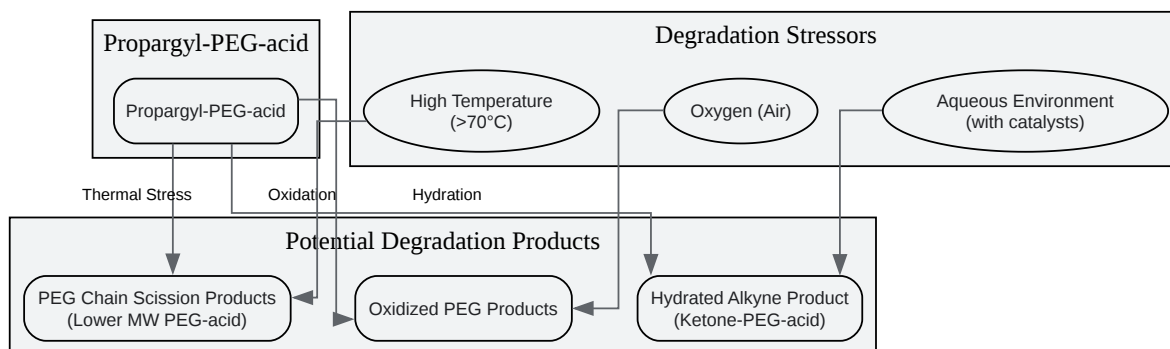 Propargyl-PEG-acid
Degradation Stressors
Propargyl-PEG-acid
High Temperature
(>70°C)
Oxygen (Air)
Aqueous Environment
(with catalysts)
Thermal Stress
Oxidation
Hydration
Potential Degradation Products
PEG Chain Scission Products
(Lower MW PEG-acid)
Oxidized PEG Products
Hydrated Alkyne Product
(Ketone-PEG-acid)